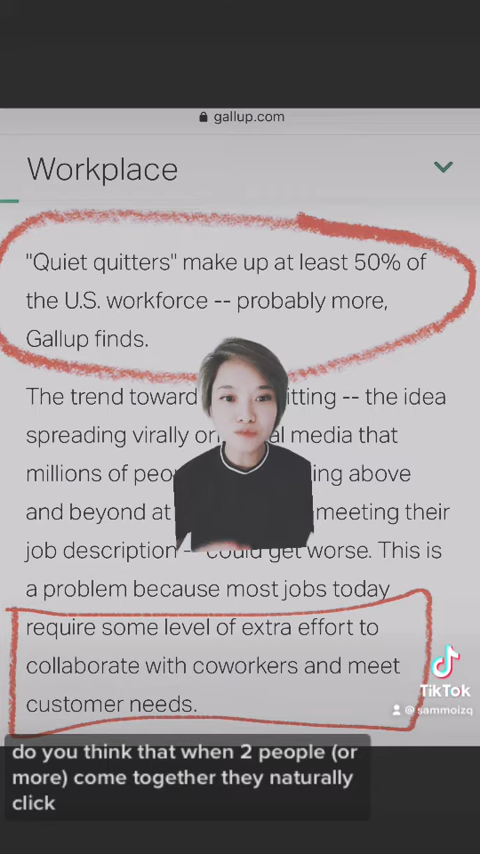 gallup.com
Workplace
"Quiet quitters" make up at least 50% of
the U.S. workforce -- probably more,
Gallup finds.
The trend toward itting -- the idea
spreading virally on media that
millions of ing above
and beyond at meeting their
job description -- could get worse. This is
a problem because most jobs today
require some level of extra effort to
collaborate with coworkers and meet
customer needs.
TikTok
@sammoizq
do you think that when 2 people (or
more) come together they naturally
click